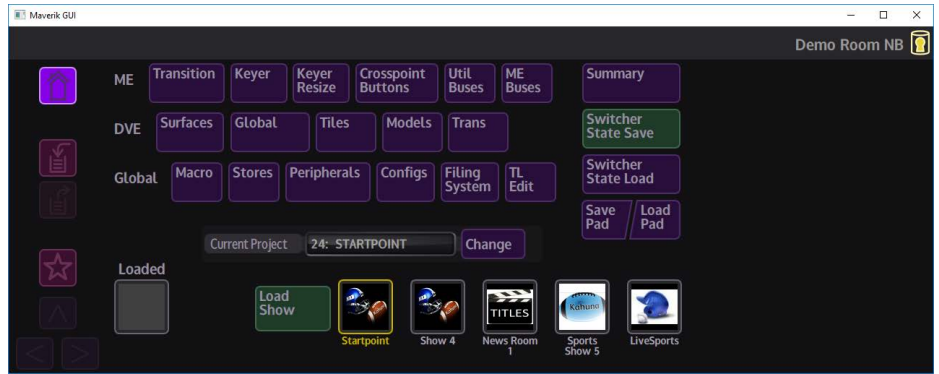 Maverik GUI
Demo Room NB
ME Transition Keyer Keyer Resize Crosspoint Buttons Util Buses ME Buses Summary
DVE Surfaces Global Tiles Models Trans Switcher State Save
Global Macro Stores Peripherals Configs Filing System TL Edit Switcher State Load
Save Pad Load Pad
Current Project 24: STARTPOINT Change
Loaded
Load Show
TITLES
Kahuna
Startpoint Show 4 News Room 1 Sports Show 5 LiveSports